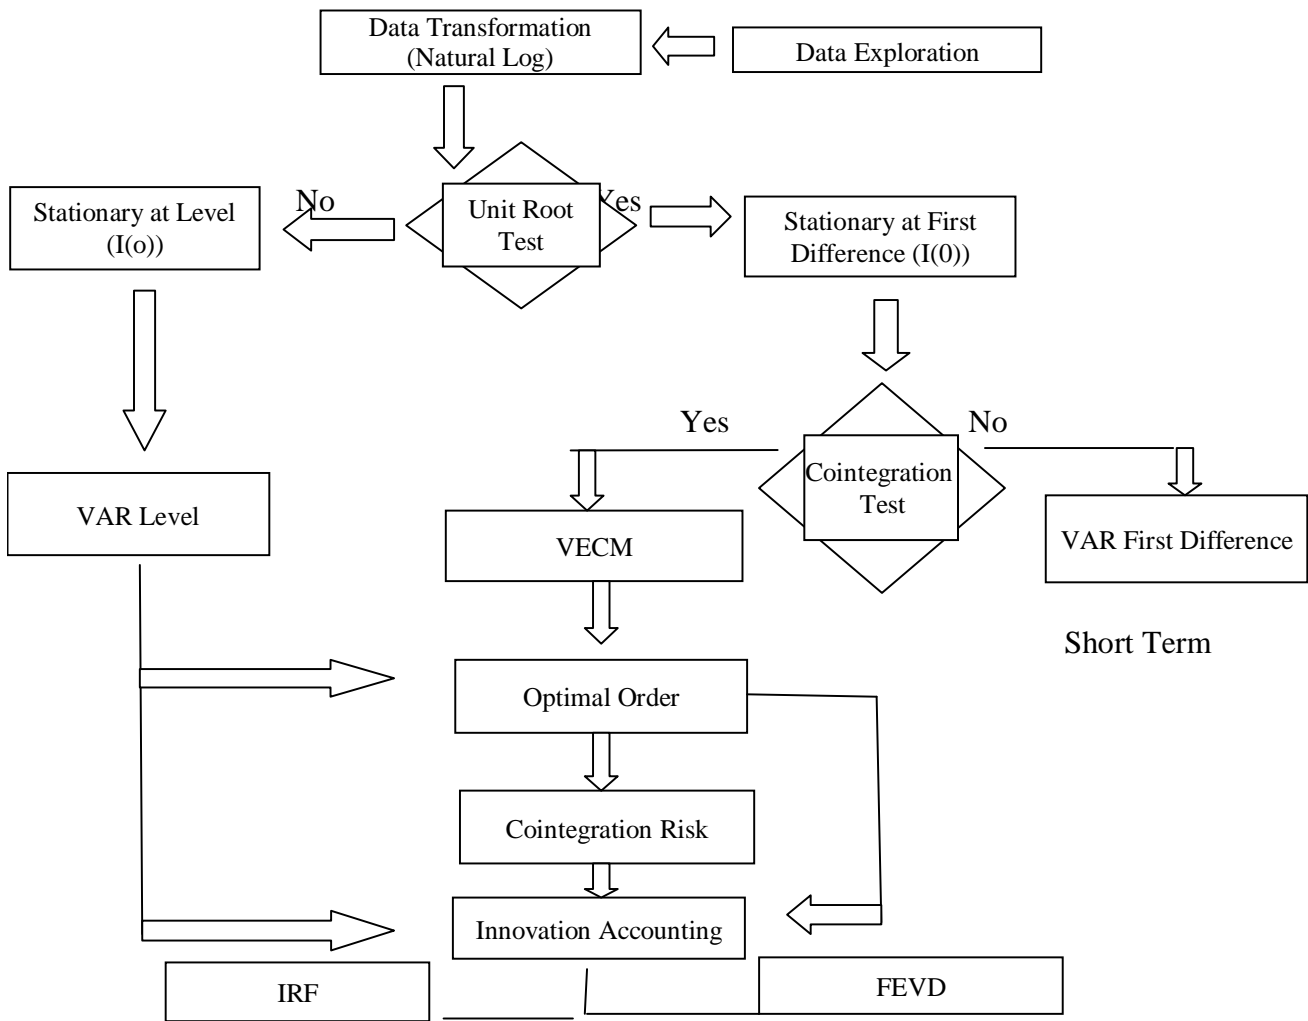 Data Transformation
(Natural Log)
Data Exploration
No
Yes
Stationary at Level
(I(o))
Unit Root
Test
Stationary at First
Difference (I(0))
Yes
No
Cointegration
Test
VAR Level
VECM
VAR First Difference
Short Term
Optimal Order
Cointegration Risk
Innovation Accounting
IRF
FEVD